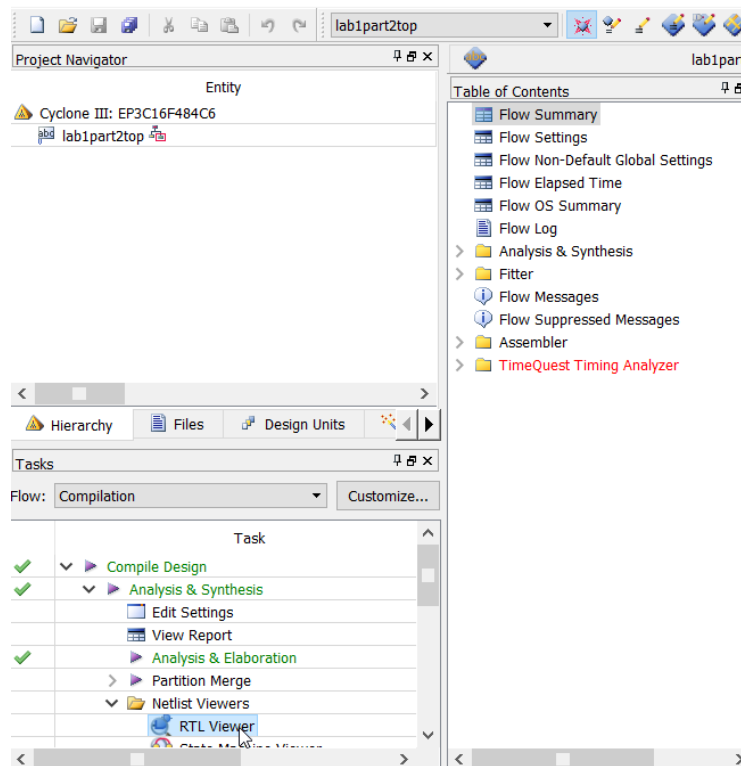 lab1part2top
Project Navigator
Entity
Cyclone III: EP3C16F484C6
lab1part2top
Hierarchy
Files
Design Units
Tasks
Flow:
Compilation
Customize...
Task
Compile Design
Analysis & Synthesis
Edit Settings
View Report
Analysis & Elaboration
Partition Merge
Netlist Viewers
RTL Viewer
lab1par
Table of Contents
Flow Summary
Flow Settings
Flow Non-Default Global Settings
Flow Elapsed Time
Flow OS Summary
Flow Log
Analysis & Synthesis
Fitter
Flow Messages
Flow Suppressed Messages
Assembler
TimeQuest Timing Analyzer